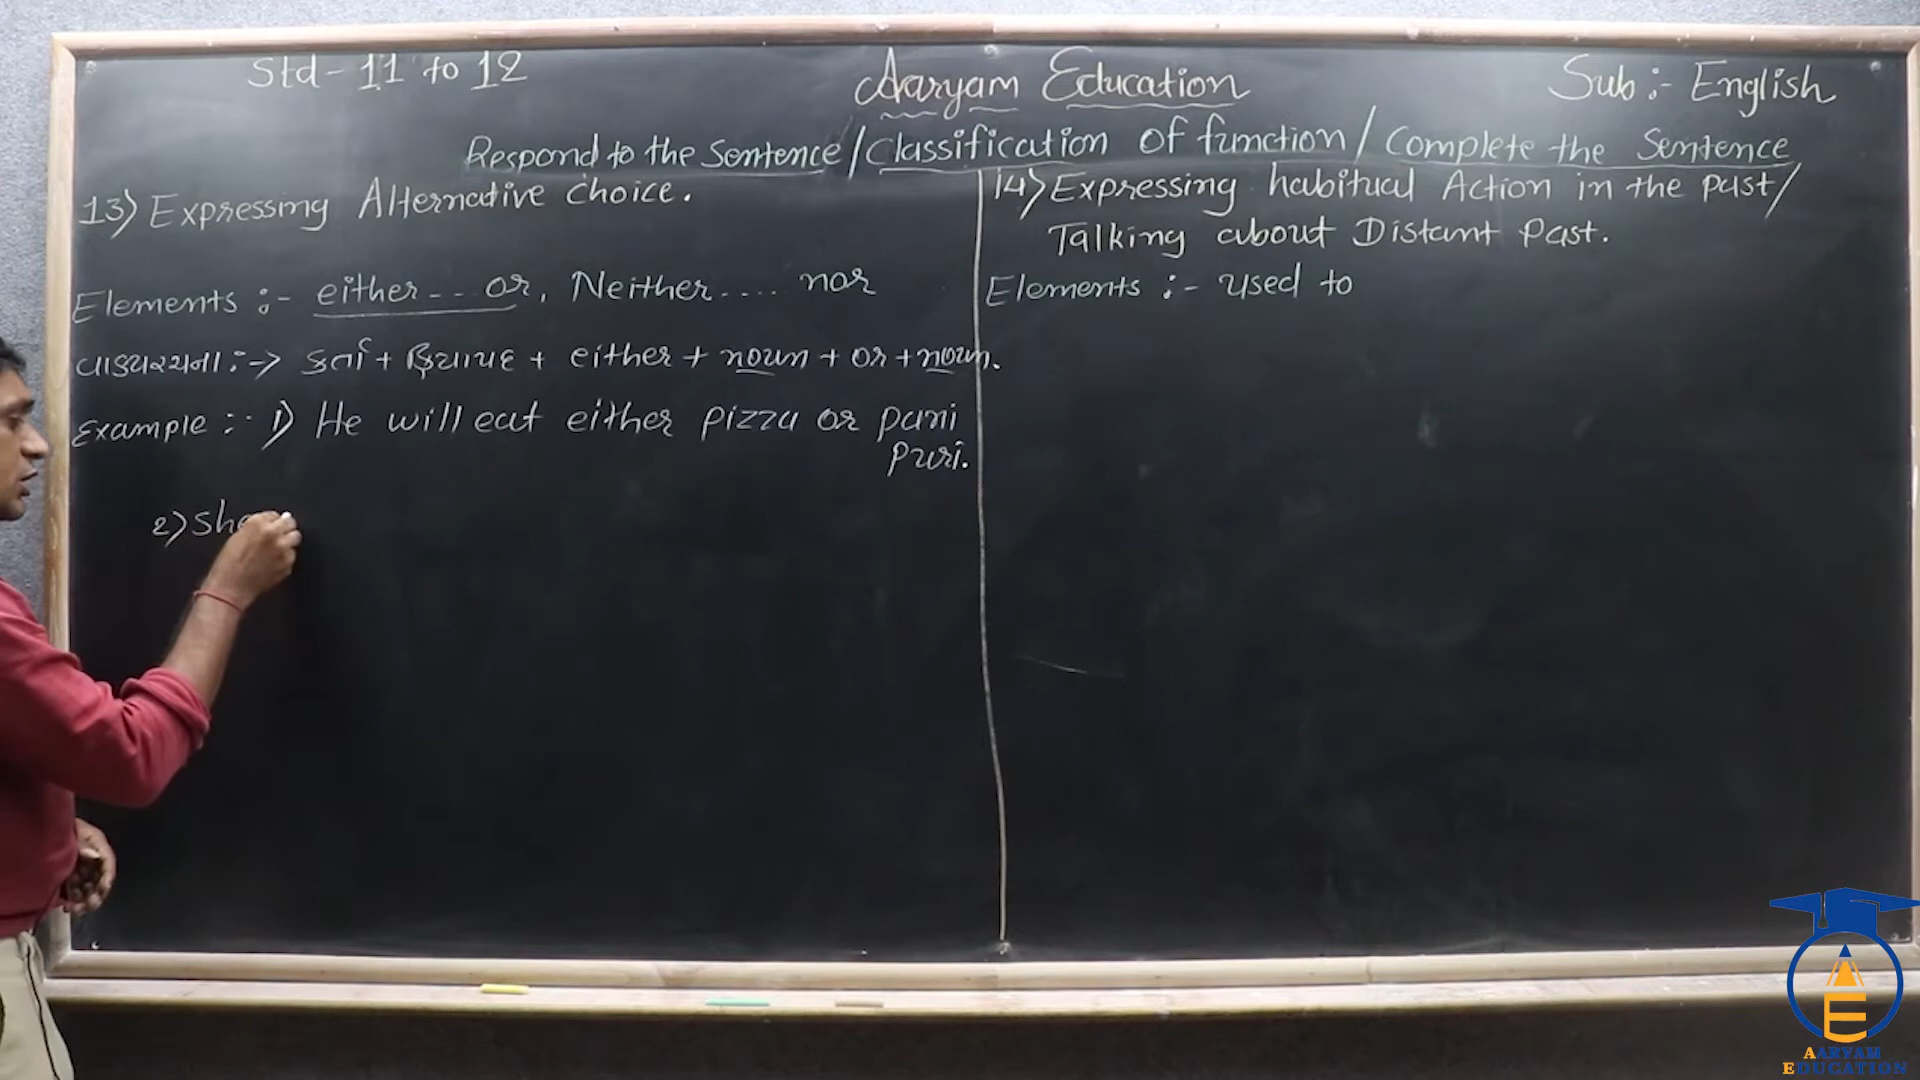 Std - 11 to 12
Aaryam Education
Sub :- English
Respond to the Sentence / Classification of function / Complete the Sentence
13) Expressing Alternative choice.
Elements :- either... or, Neither.... nor
વાક્યરચના :-> કર્તા + ક્રિયાપદ + either + noun + or + noun.
Example :- 1) He will eat either pizza or pani
puri.
2) She
14) Expressing habitual Action in the past/
Talking about Distant Past.
Elements :- used to
AARYAM
EDUCATION